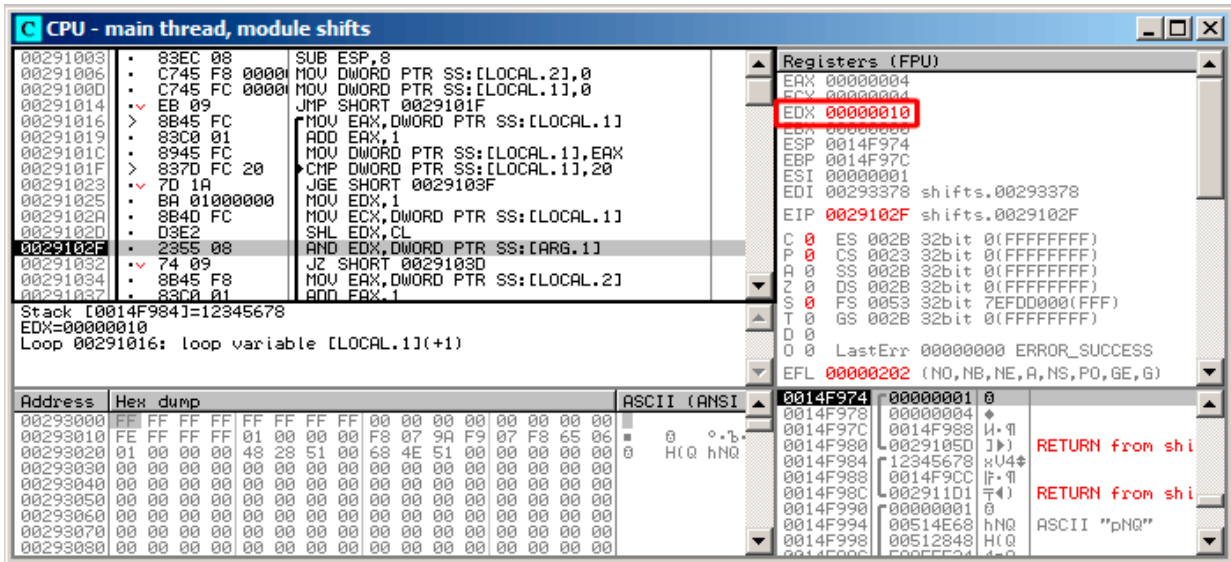 C CPU - main thread, module shifts
00291003 · 83EC 08 SUB ESP,8
00291006 · C745 F8 0000 MOV DWORD PTR SS:[LOCAL.2],0
0029100D · C745 FC 0000 MOV DWORD PTR SS:[LOCAL.1],0
00291014 · EB 09 JMP SHORT 0029101F
00291016 > 8B45 FC MOV EAX,DWORD PTR SS:[LOCAL.1]
00291019 · 83C0 01 ADD EAX,1
0029101C · 8945 FC MOV DWORD PTR SS:[LOCAL.1],EAX
0029101F > 837D FC 20 CMP DWORD PTR SS:[LOCAL.1],20
00291023 · 7D 1A JGE SHORT 0029103F
00291025 · BA 01000000 MOV EDX,1
0029102A · 8B4D FC MOV ECX,DWORD PTR SS:[LOCAL.1]
0029102D · D3E2 SHL EDX,CL
0029102F · 2355 08 AND EDX,DWORD PTR SS:[ARG.1]
00291032 · 74 09 JZ SHORT 0029103D
00291034 · 8B45 F8 MOV EAX,DWORD PTR SS:[LOCAL.2]
00291037 · 83C0 01 ADD EAX,1
Stack [0014F984]=12345678
EDX=00000010
Loop 00291016: loop variable [LOCAL.1](+1)
Registers (FPU)
EAX 00000004
ECX 00000004
EDX 00000010
EBX 00000000
ESP 0014F974
EBP 0014F97C
ESI 00000001
EDI 00293378 shifts.00293378
EIP 0029102F shifts.0029102F
C 0 ES 002B 32bit 0(FFFFFFFF)
P 0 CS 0023 32bit 0(FFFFFFFF)
A 0 SS 002B 32bit 0(FFFFFFFF)
Z 0 DS 002B 32bit 0(FFFFFFFF)
S 0 FS 0053 32bit 7EFDD000(FFF)
T 0 GS 002B 32bit 0(FFFFFFFF)
D 0
O 0 LastErr 00000000 ERROR_SUCCESS
EFL 00000202 (NO,NB,NE,A,NS,PO,GE,G)
Address Hex dump ASCII (ANSI
00293000 FF FF FF FF FF FF FF FF 00 00 00 00 00 00 00 00
00293010 FE FF FF FF 01 00 00 00 F8 07 9A F9 07 F8 65 06
00293020 01 00 00 00 48 28 51 00 68 4E 51 00 00 00 00 00 H(Q hNQ
00293030 00 00 00 00 00 00 00 00 00 00 00 00 00 00 00 00
00293040 00 00 00 00 00 00 00 00 00 00 00 00 00 00 00 00
00293050 00 00 00 00 00 00 00 00 00 00 00 00 00 00 00 00
00293060 00 00 00 00 00 00 00 00 00 00 00 00 00 00 00 00
00293070 00 00 00 00 00 00 00 00 00 00 00 00 00 00 00 00
00293080 00 00 00 00 00 00 00 00 00 00 00 00 00 00 00 00
0014F974 00000001
0014F978 00000004 ♦
0014F97C 0014F988 И·¶
0014F980 0029105D ]►) RETURN from shi
0014F984 12345678 xV4↕
0014F988 0014F9CC
0014F98C 002911D1 RETURN from shi
0014F990 00000001
0014F994 00514E68 hNQ ASCII "pNQ"
0014F998 00512848 H(Q